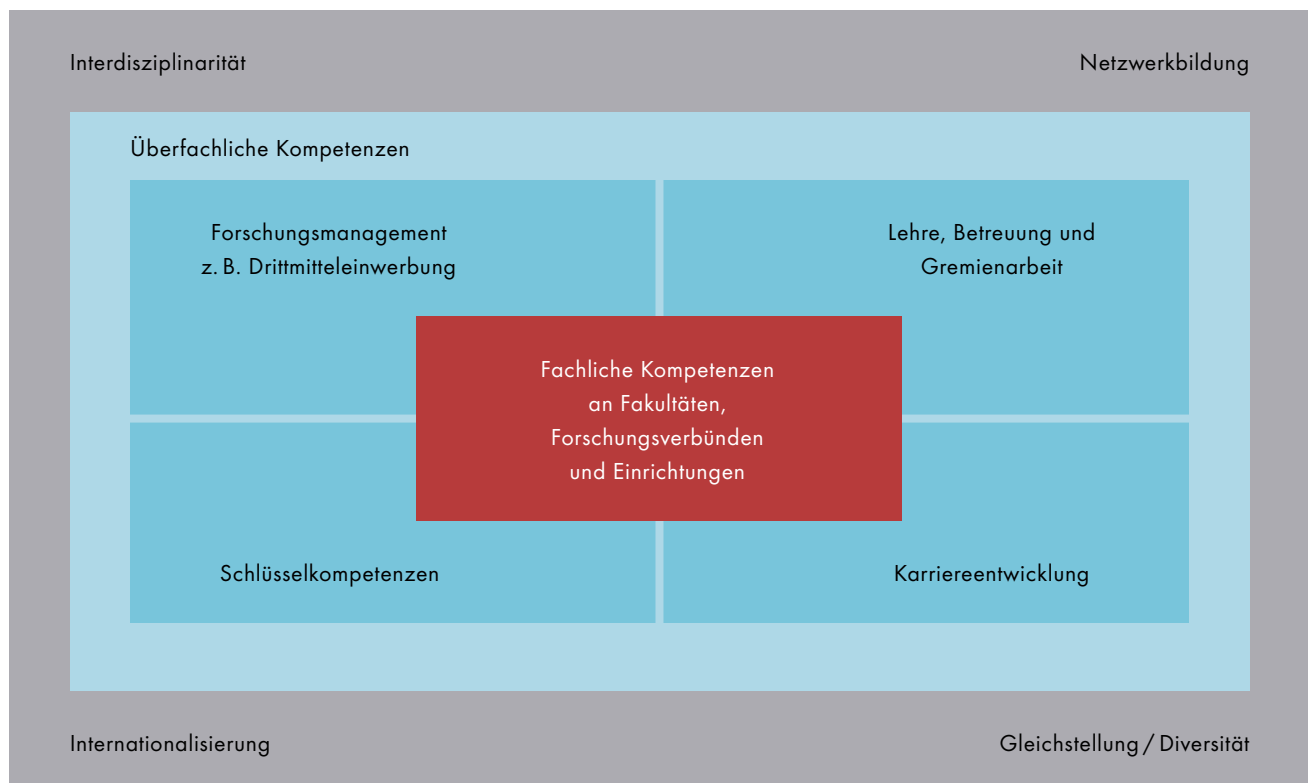 Interdisziplinarität
Netzwerkbildung
Überfachliche Kompetenzen
Forschungsmanagement
z. B. Drittmitteleinwerbung
Lehre, Betreuung und
Gremienarbeit
Fachliche Kompetenzen
an Fakultäten,
Forschungsverbünden
und Einrichtungen
Schlüsselkompetenzen
Karriereentwicklung
Internationalisierung
Gleichstellung / Diversität